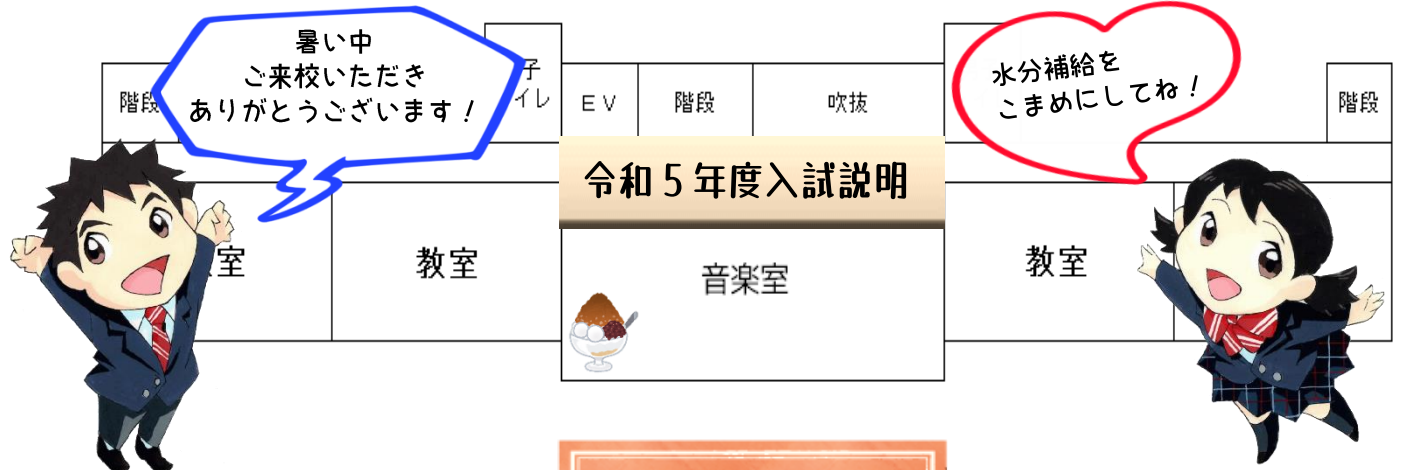 暑い中
ご来校いただき
ありがとうございます！
水分補給を
こまめにしてね！
階段
子
イレ
ＥＶ
階段
吹抜
階段
令和５年度入試説明
室
教室
音楽室
教室